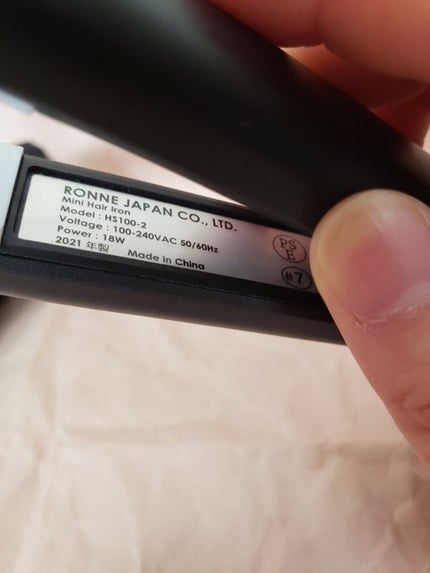 RONNE JAPAN CO., LTD.
Mini Hair Iron
Model : HS100-2
Voltage : 100-240VAC 50/60Hz
Power : 18W
2021 年製 Made in China
PS
E
#7